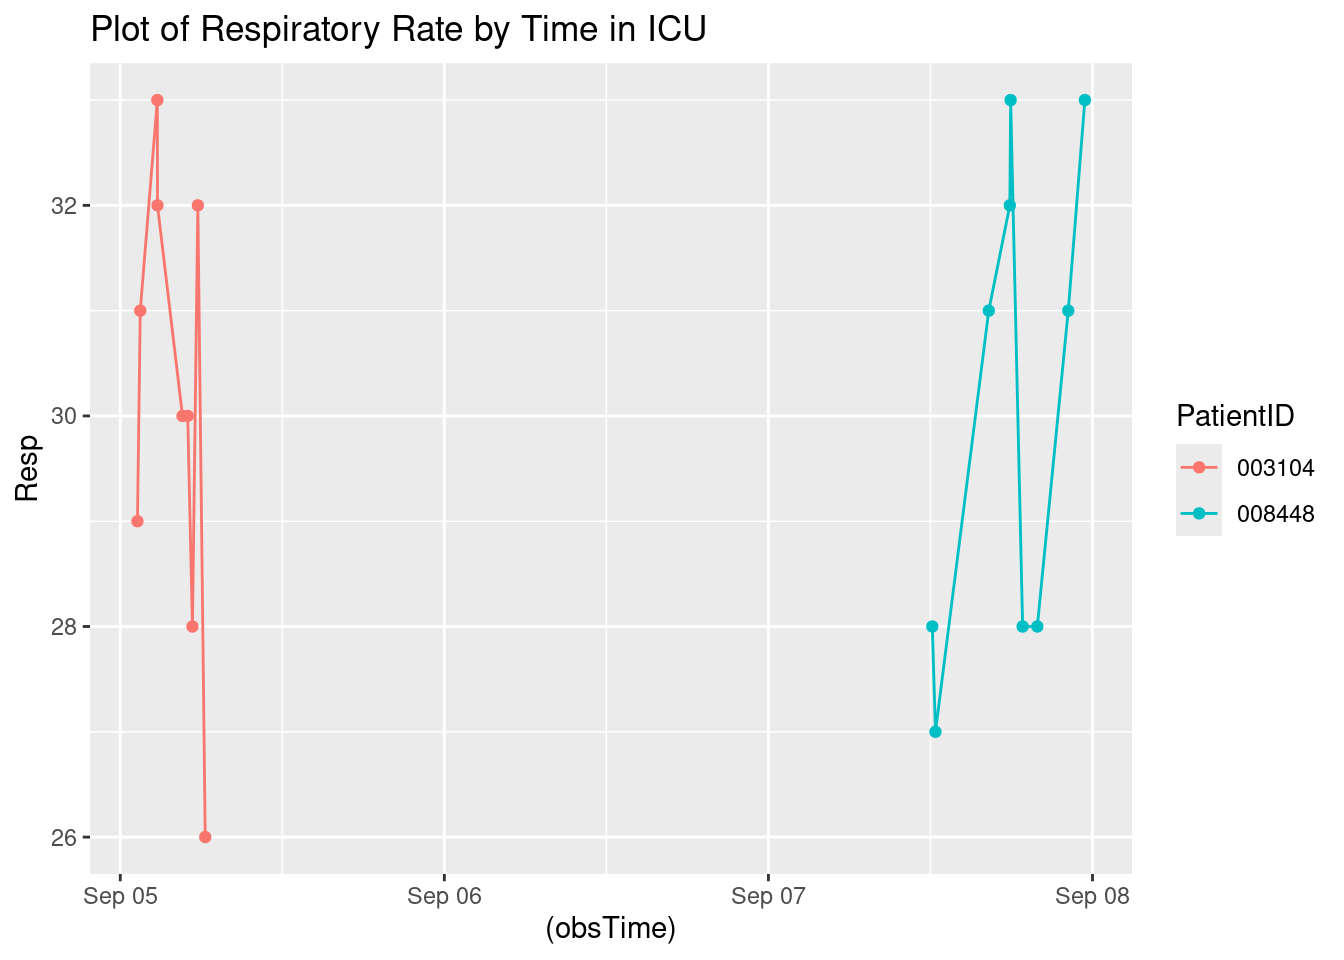 Plot of Respiratory Rate by Time in ICU
32
30
28
26
Resp
Sep 05
Sep 06
Sep 07
Sep 08
(obsTime)
PatientID
003104
008448